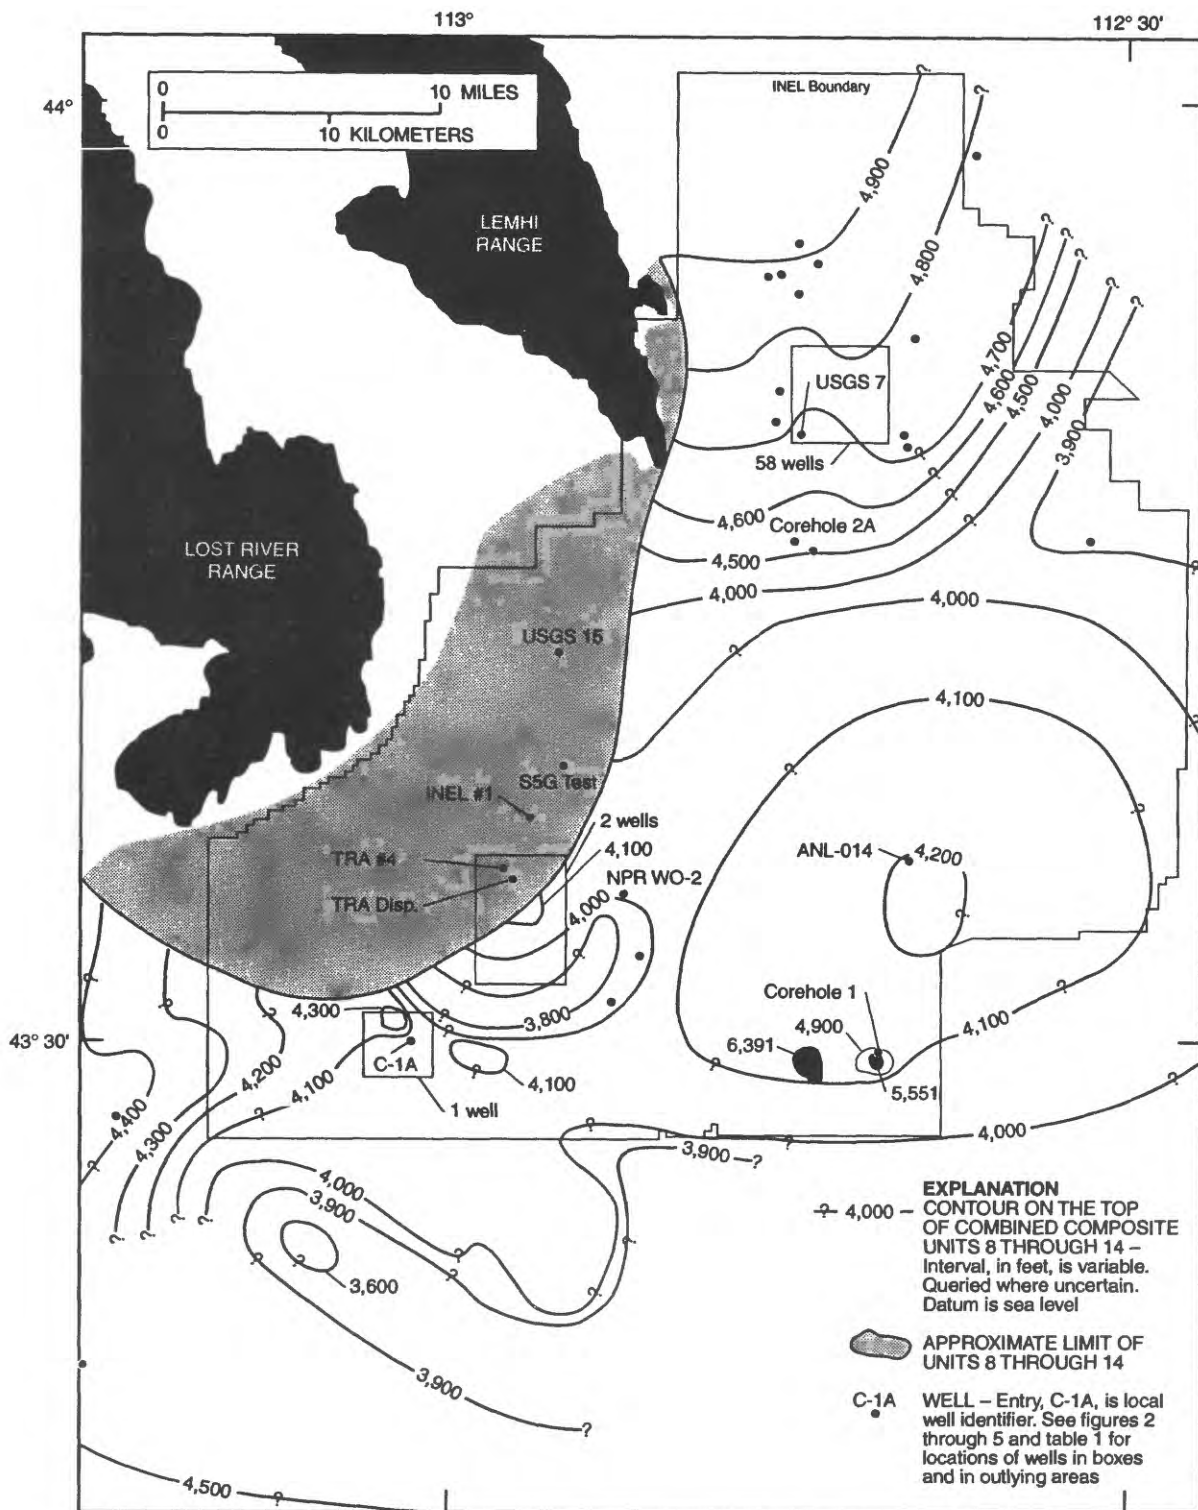 113°
112° 30'
44°
0 10 MILES
0 10 KILOMETERS
INEL Boundary
LEMHI
RANGE
4,900
4,800
4,700
4,600
4,500
4,000
3,900
USGS 7
58 wells
4,600
Corehole 2A
4,500
4,000
LOST RIVER
RANGE
USGS 15
4,000
4,100
S5G Test
INEL #1
2 wells
4,100
TRA #4
NPR WO-2
TRA Disp.
4,000
ANL-014
4,200
43° 30'
4,300
3,800
C-1A
4,100
1 well
4,200
4,100
4,400
4,300
Corehole 1
4,900
6,391
5,551
4,100
4,000
3,900
4,000
3,900
3,600
3,900
4,500
EXPLANATION
? 4,000 CONTOUR ON THE TOP
OF COMBINED COMPOSITE
UNITS 8 THROUGH 14 –
Interval, in feet, is variable.
Queried where uncertain.
Datum is sea level
APPROXIMATE LIMIT OF
UNITS 8 THROUGH 14
C-1A WELL – Entry, C-1A, is local
well identifier. See figures 2
through 5 and table 1 for
locations of wells in boxes
and in outlying areas